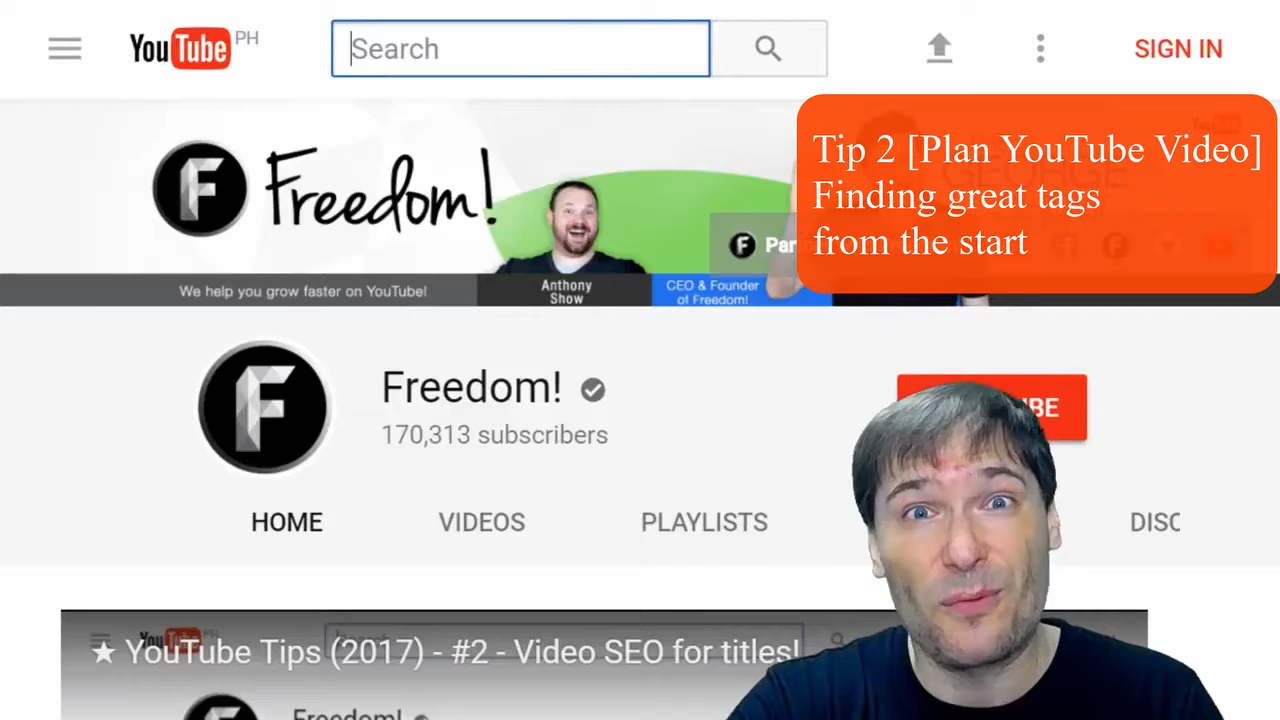 YouTube PH
Search
SIGN IN
Tip 2 [Plan YouTube Video]
Finding great tags
from the start
Freedom!
GEORGE
We help you grow faster on YouTube!
Anthony
Show
CEO & Founder
of Freedom!
Freedom!
170,313 subscribers
HOME
VIDEOS
PLAYLISTS
★ YouTube Tips (2017) - #2 - Video SEO for titles!
Freedom!